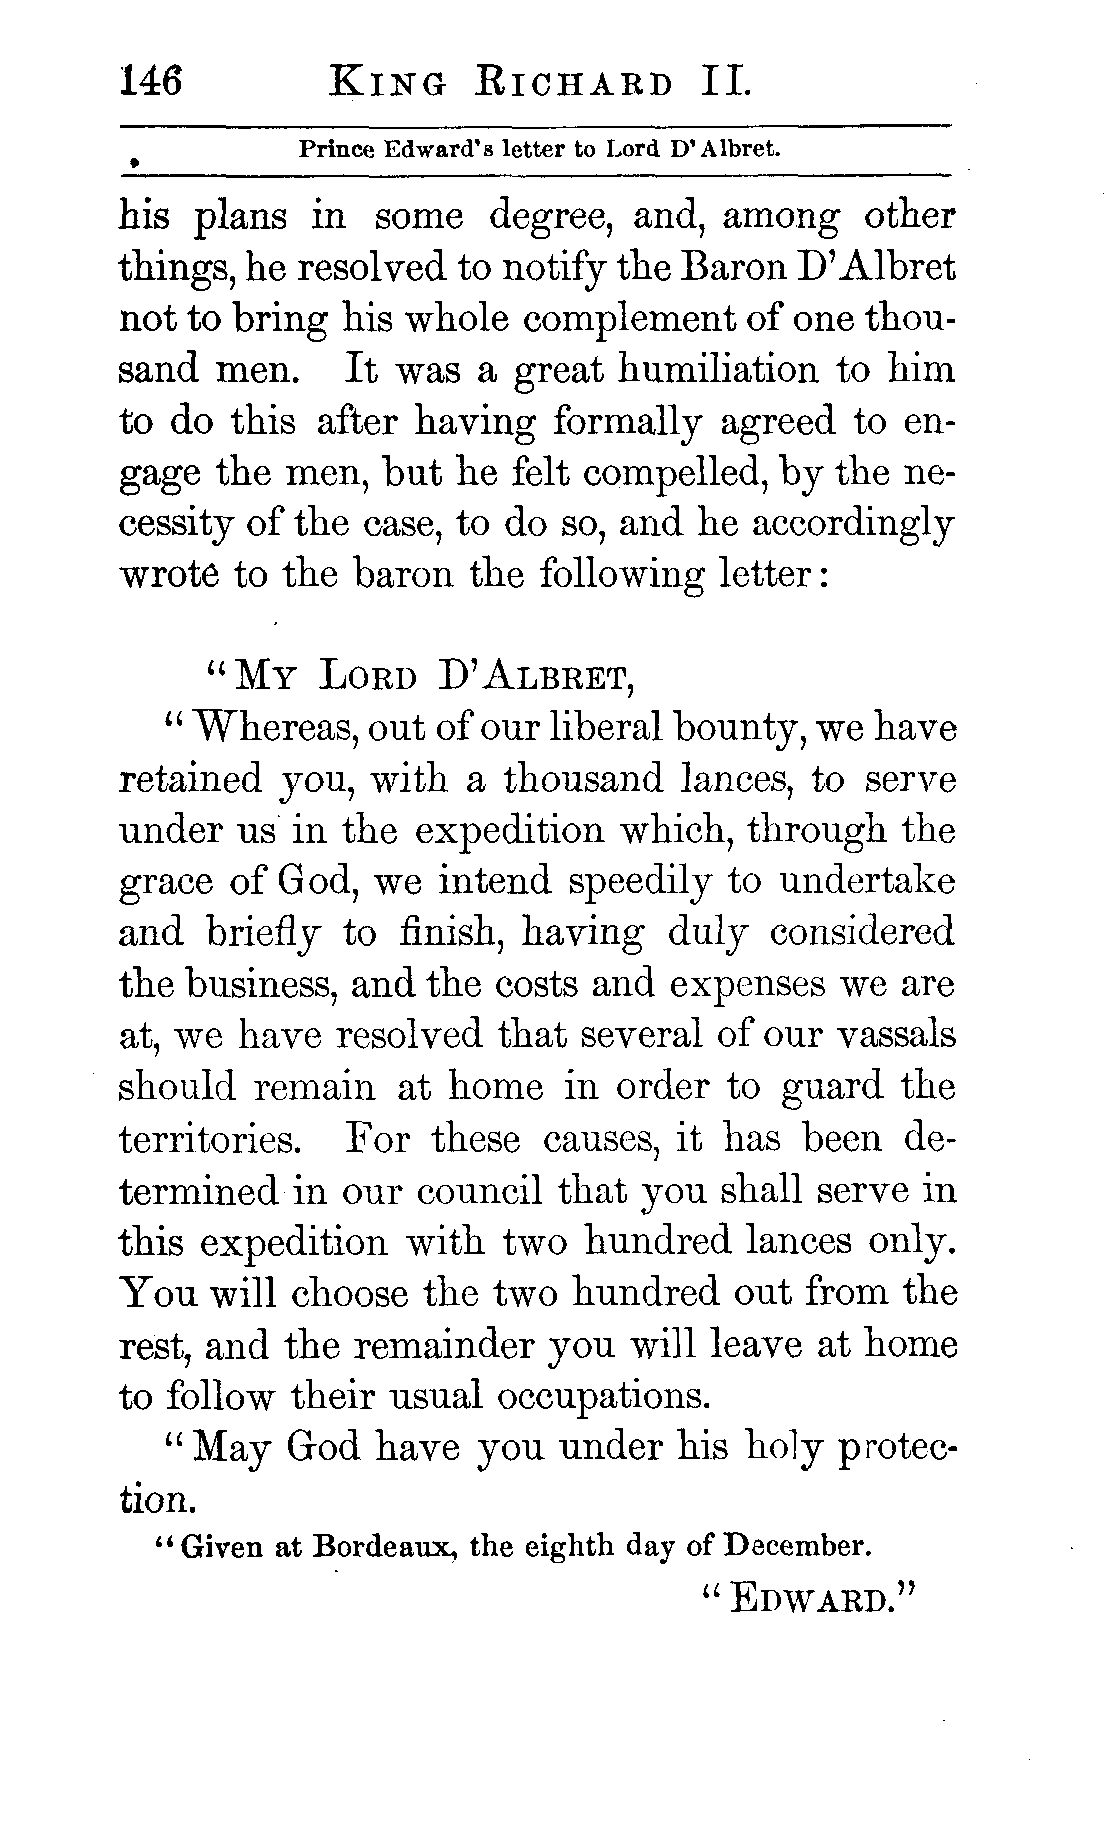 146 KING RICHARD II.
Prince Edward's letter to Lord D'Albret.
his plans in some degree, and, among other
things, he resolved to notify the Baron D'Albret
not to bring his whole complement of one thou-
sand men. It was a great humiliation to him
to do this after having formally agreed to en-
gage the men, but he felt compelled, by the ne-
cessity of the case, to do so, and he accordingly
wrote to the baron the following letter:
"MY LORD D'ALBRET,
"Whereas, out of our liberal bounty, we have
retained you, with a thousand lances, to serve
under us in the expedition which, through the
grace of God, we intend speedily to undertake
and briefly to finish, having duly considered
the business, and the costs and expenses we are
at, we have resolved that several of our vassals
should remain at home in order to guard the
territories. For these causes, it has been de-
termined in our council that you shall serve in
this expedition with two hundred lances only.
You will choose the two hundred out from the
rest, and the remainder you will leave at home
to follow their usual occupations.
"May God have you under his holy protec-
tion.
"Given at Bordeaux, the eighth day of December.
"EDWARD."